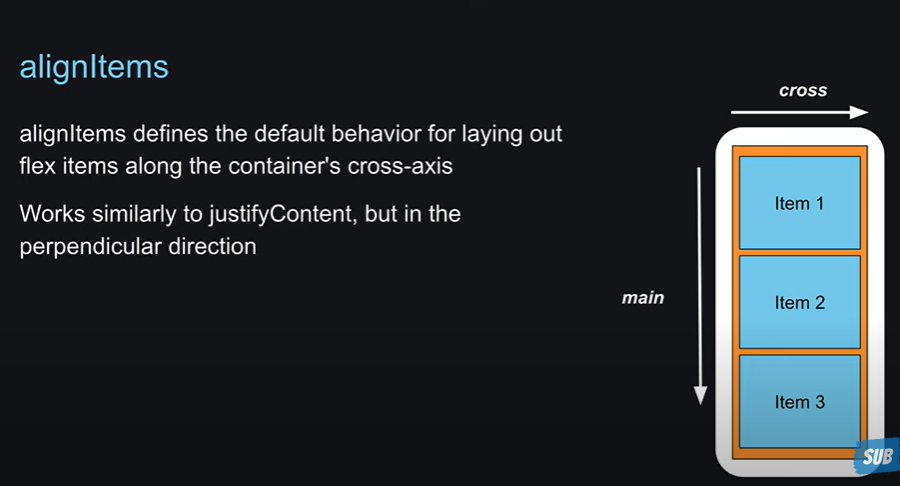 alignItems
alignItems defines the default behavior for laying out
flex items along the container's cross-axis
Works similarly to justifyContent, but in the
perpendicular direction
cross
main
Item 1
Item 2
Item 3
SUB